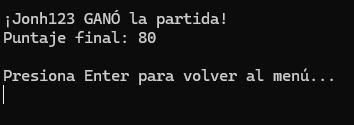 ¡Jonh123 GANÓ la partida!
Puntaje final: 80
Presiona Enter para volver al menú...